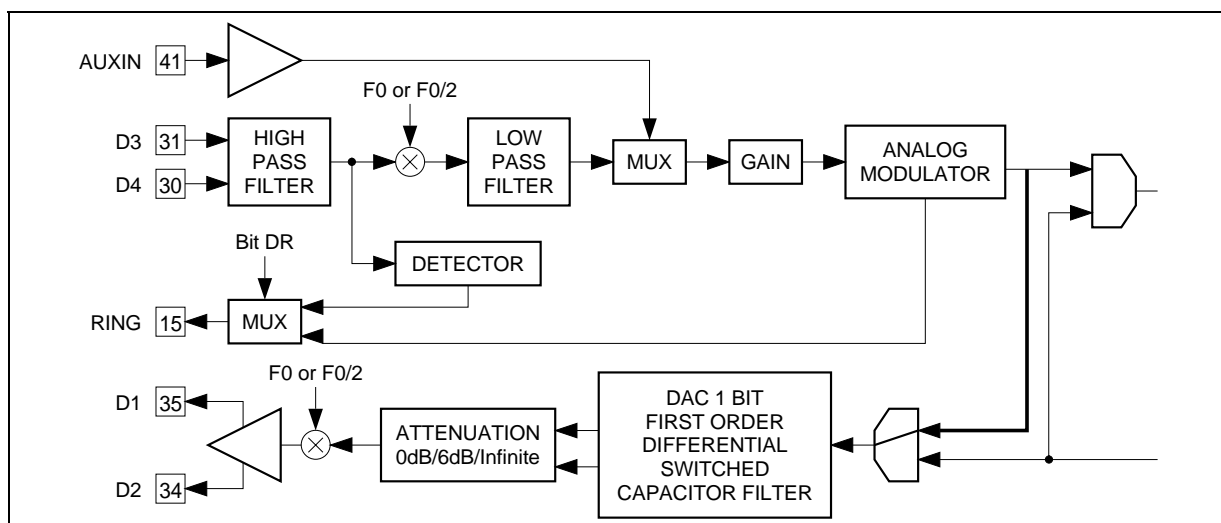 AUXIN 41
F0 or F0/2
D3 31
D4 30
HIGH
PASS
FILTER
LOW
PASS
FILTER
MUX
GAIN
ANALOG
MODULATOR
Bit DR
DETECTOR
RING 15
MUX
F0 or F0/2
D1 35
D2 34
ATTENUATION
0dB/6dB/Infinite
DAC 1 BIT
FIRST ORDER
DIFFERENTIAL
SWITCHED
CAPACITOR FILTER